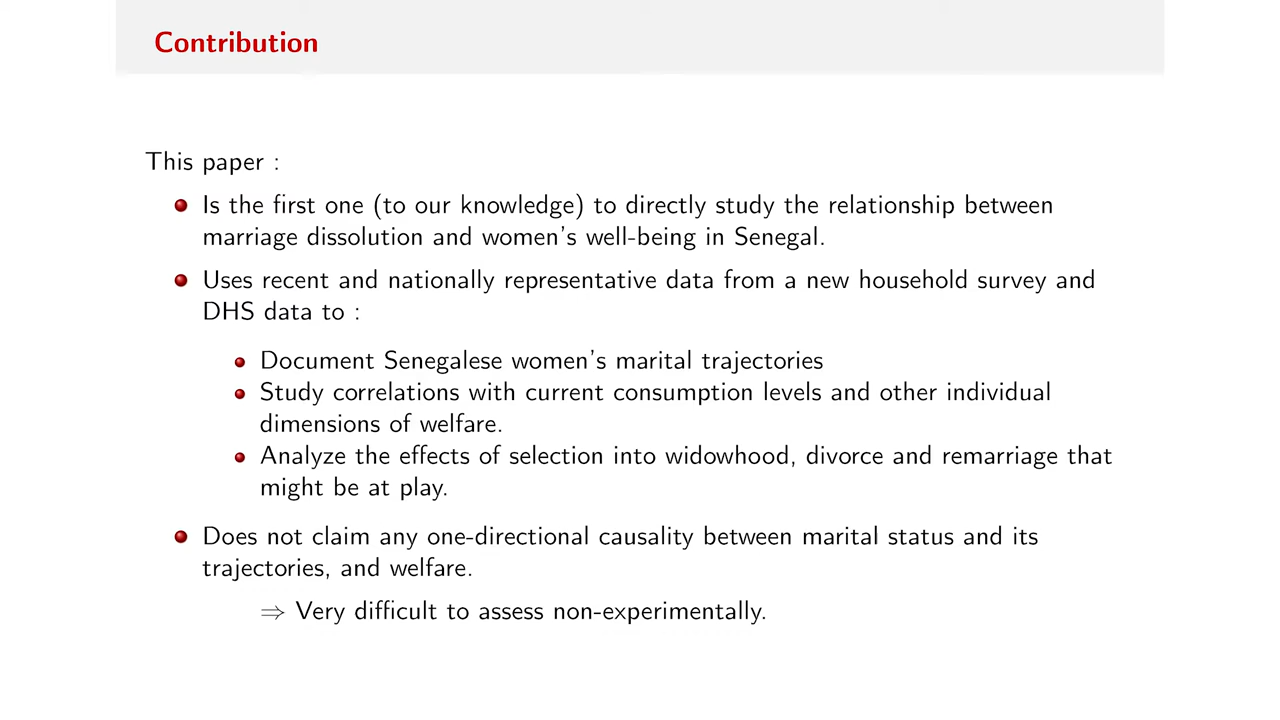 Contribution
This paper :
Is the first one (to our knowledge) to directly study the relationship between
marriage dissolution and women's well-being in Senegal.
Uses recent and nationally representative data from a new household survey and
DHS data to :
Document Senegalese women's marital trajectories
Study correlations with current consumption levels and other individual
dimensions of welfare.
Analyze the effects of selection into widowhood, divorce and remarriage that
might be at play.
Does not claim any one-directional causality between marital status and its
trajectories, and welfare.
⇒ Very difficult to assess non-experimentally.